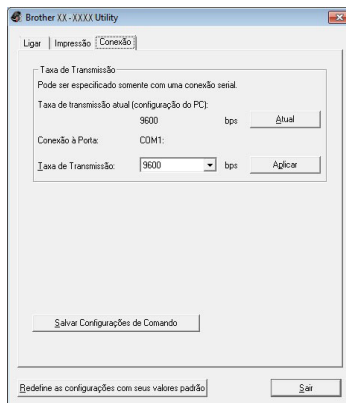 Brother XX-XXXX Utility
Ligar Impressão Conexão
Taxa de Transmissão
Pode ser especificado somente com uma conexão serial.
Taxa de transmissão atual (configuração do PC):
9600 bps Atual
Conexão à Porta: COM1:
Taxa de Transmissão: 9600 bps Aplicar
Salvar Configurações de Comando
Redefine as configurações com seus valores padrão Sair